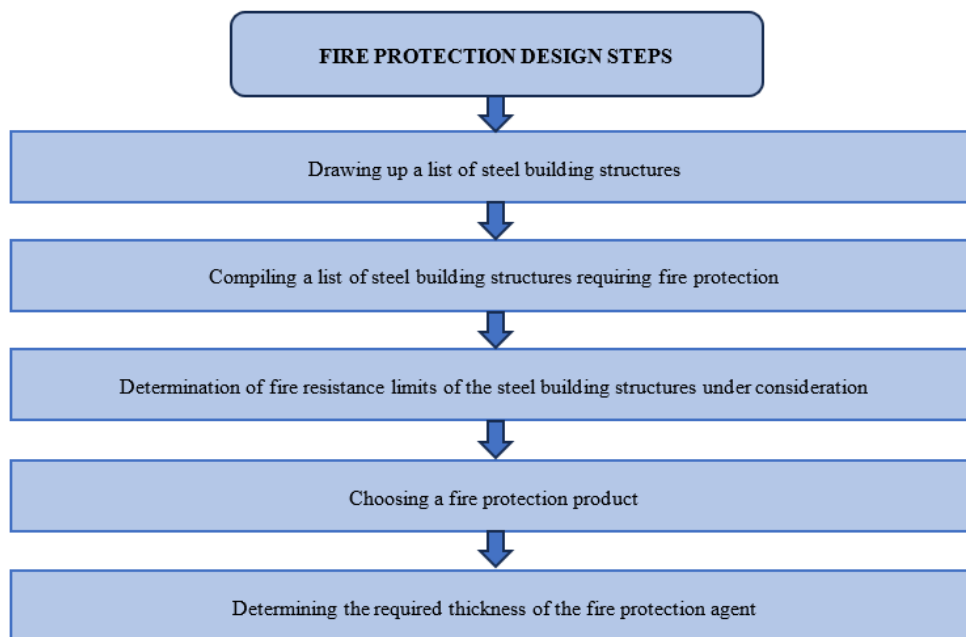 FIRE PROTECTION DESIGN STEPS
Drawing up a list of steel building structures
Compiling a list of steel building structures requiring fire protection
Determination of fire resistance limits of the steel building structures under consideration
Choosing a fire protection product
Determining the required thickness of the fire protection agent